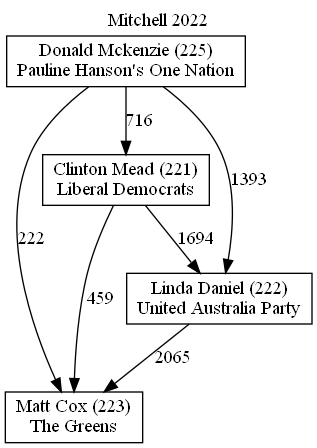 Mitchell 2022
Donald Mckenzie (225)
Pauline Hanson's One Nation
716
Clinton Mead (221)
Liberal Democrats
1393
222
1694
459
Linda Daniel (222)
United Australia Party
2065
Matt Cox (223)
The Greens